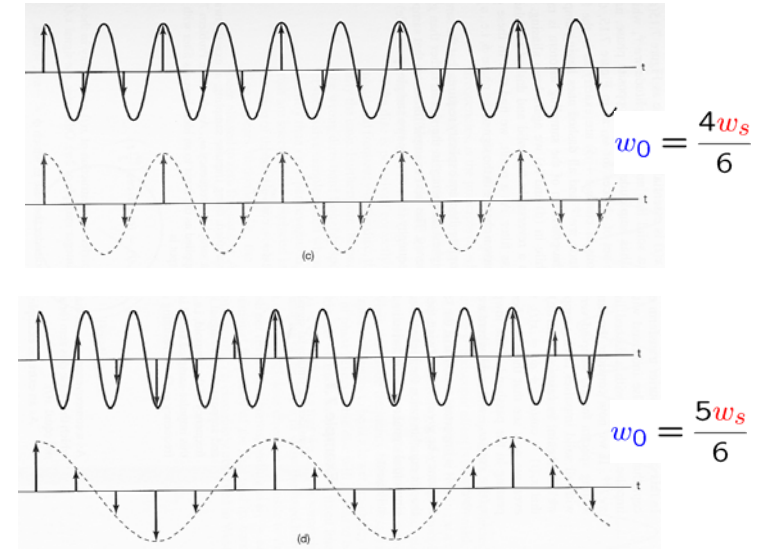 t
w₀ = 4wₛ/6
t
(c)
t
w₀ = 5wₛ/6
t
(d)